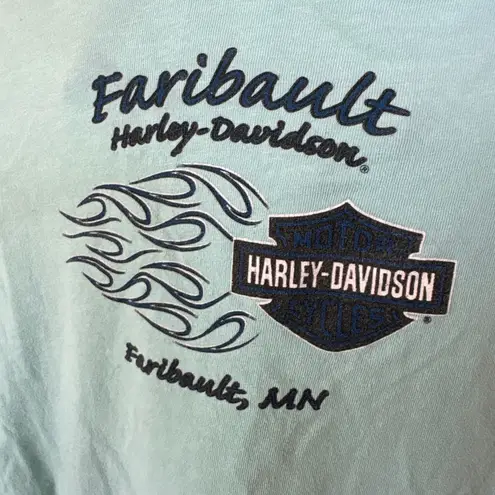 Faribault
Harley-Davidson®
MOTOR
HARLEY-DAVIDSON
CYCLES
®
Faribault, MN